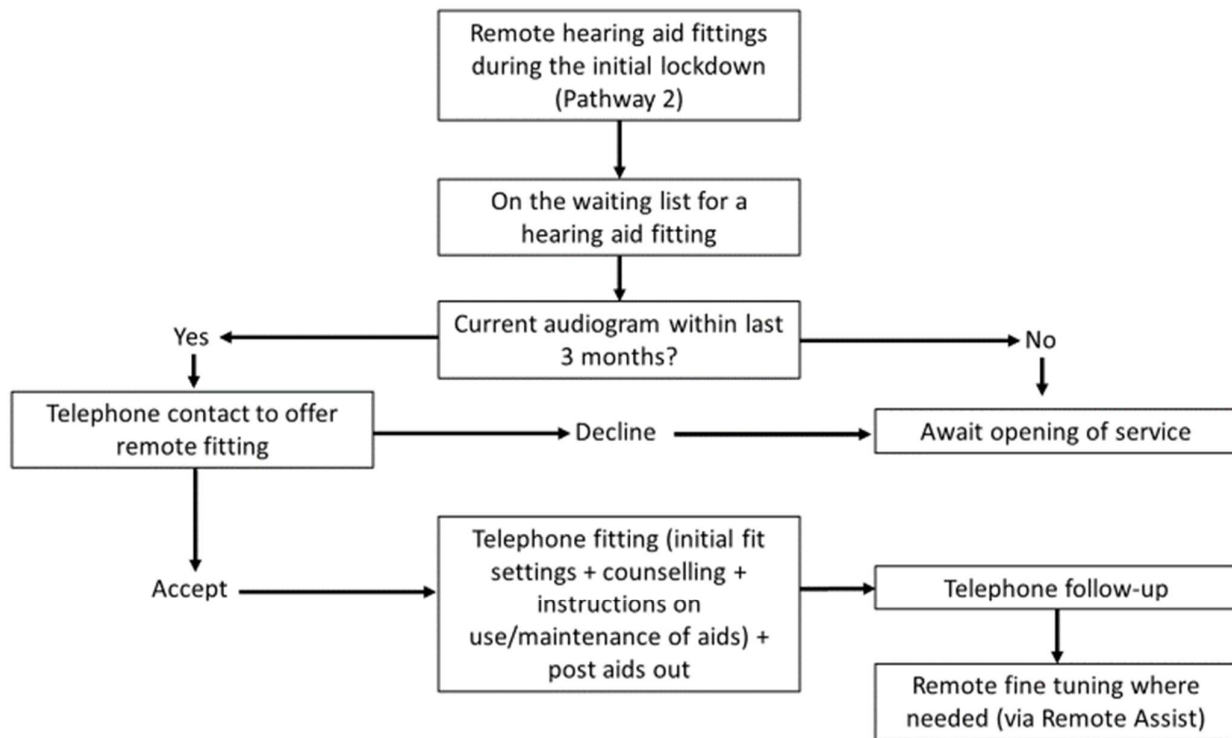 Remote hearing aid fittings
during the initial lockdown
(Pathway 2)
On the waiting list for a
hearing aid fitting
Current audiogram within last
3 months?
Yes
No
Telephone contact to offer
remote fitting
Decline
Await opening of service
Accept
Telephone fitting (initial fit
settings + counselling +
instructions on
use/maintenance of aids) +
post aids out
Telephone follow-up
Remote fine tuning where
needed (via Remote Assist)